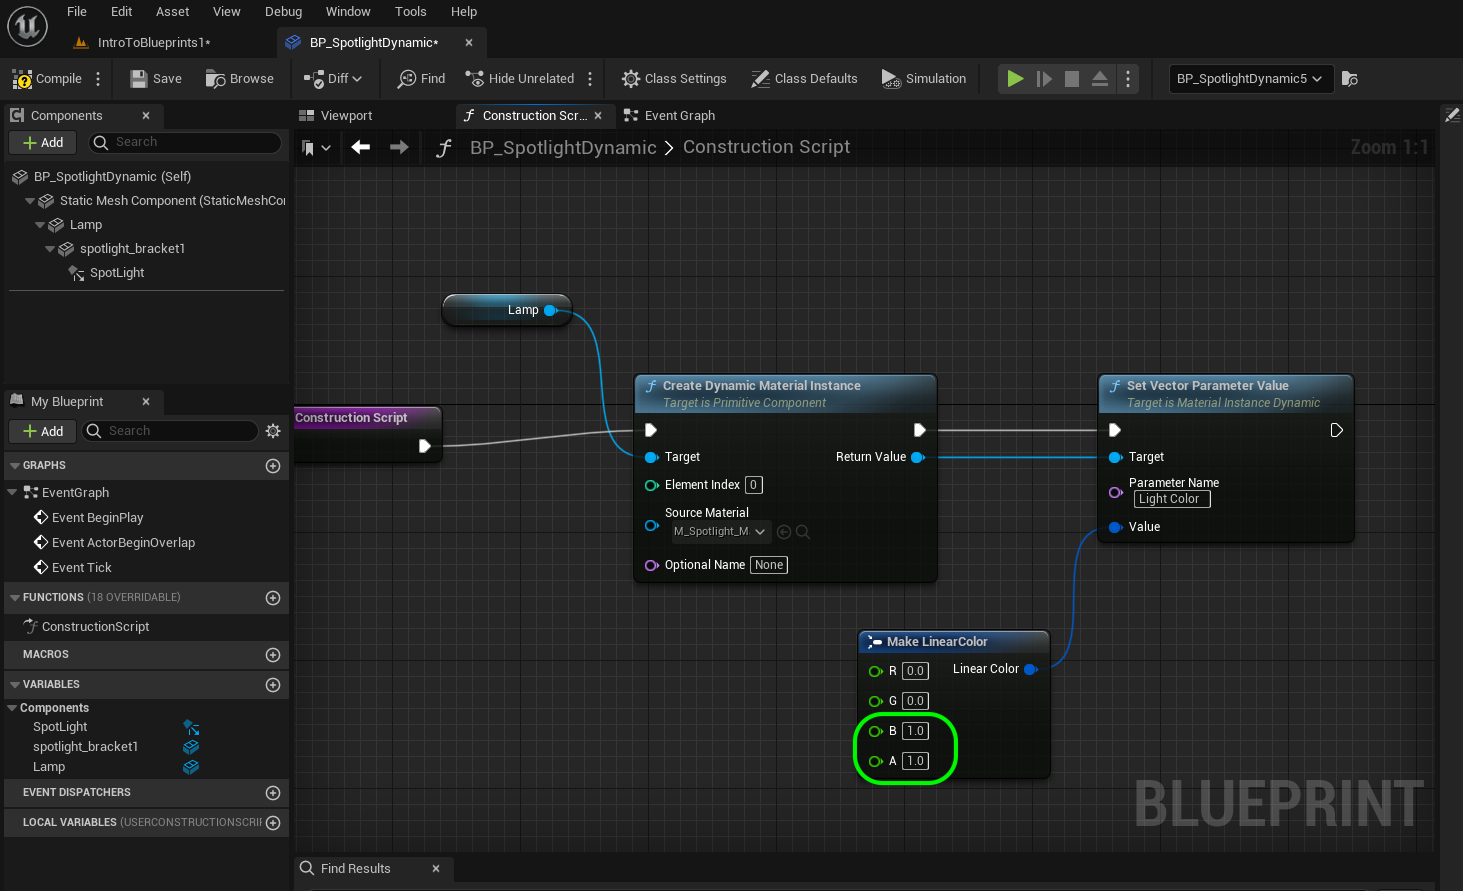 File Edit Asset View Debug Window Tools Help
IntroToBlueprints1* BP_SpotlightDynamic*
Compile Save Browse Diff Find Hide Unrelated Class Settings Class Defaults Simulation BP_SpotlightDynamic5
Components
Add Search
BP_SpotlightDynamic (Self)
Static Mesh Component (StaticMeshCor
Lamp
spotlight_bracket1
SpotLight
My Blueprint
Add Search
GRAPHS
EventGraph
Event BeginPlay
Event ActorBeginOverlap
Event Tick
FUNCTIONS (18 OVERRIDABLE)
ConstructionScript
MACROS
VARIABLES
Components
SpotLight
spotlight_bracket1
Lamp
EVENT DISPATCHERS
LOCAL VARIABLES (USERCONSTRUCTIONSCRIF
Viewport Construction Scr... Event Graph
BP_SpotlightDynamic > Construction Script Zoom 1:1
Lamp
Construction Script
Create Dynamic Material Instance
Target is Primitive Component
Target Return Value
Element Index 0
Source Material
M_Spotlight_M
Optional Name None
Set Vector Parameter Value
Target is Material Instance Dynamic
Target
Parameter Name
Light Color
Value
Make LinearColor
R 0.0 Linear Color
G 0.0
B 1.0
A 1.0
BLUEPRINT
Find Results